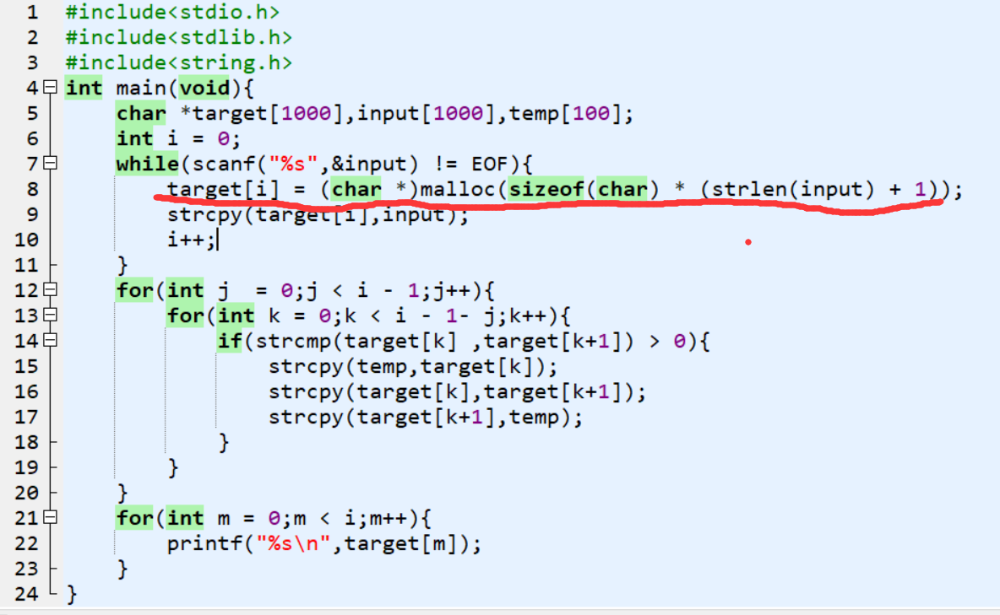 1 #include<stdio.h>
2 #include<stdlib.h>
3 #include<string.h>
4 int main(void){
5 char *target[1000],input[1000],temp[100];
6 int i = 0;
7 while(scanf("%s",&input) != EOF){
8 target[i] = (char *)malloc(sizeof(char) * (strlen(input) + 1));
9 strcpy(target[i],input);
10 i++;
11 }
12 for(int j  = 0;j < i - 1;j++){
13 for(int k = 0;k < i - 1- j;k++){
14 if(strcmp(target[k] ,target[k+1]) > 0){
15 strcpy(temp,target[k]);
16 strcpy(target[k],target[k+1]);
17 strcpy(target[k+1],temp);
18 }
19 }
20 }
21 for(int m = 0;m < i;m++){
22 printf("%s\n",target[m]);
23 }
24 }